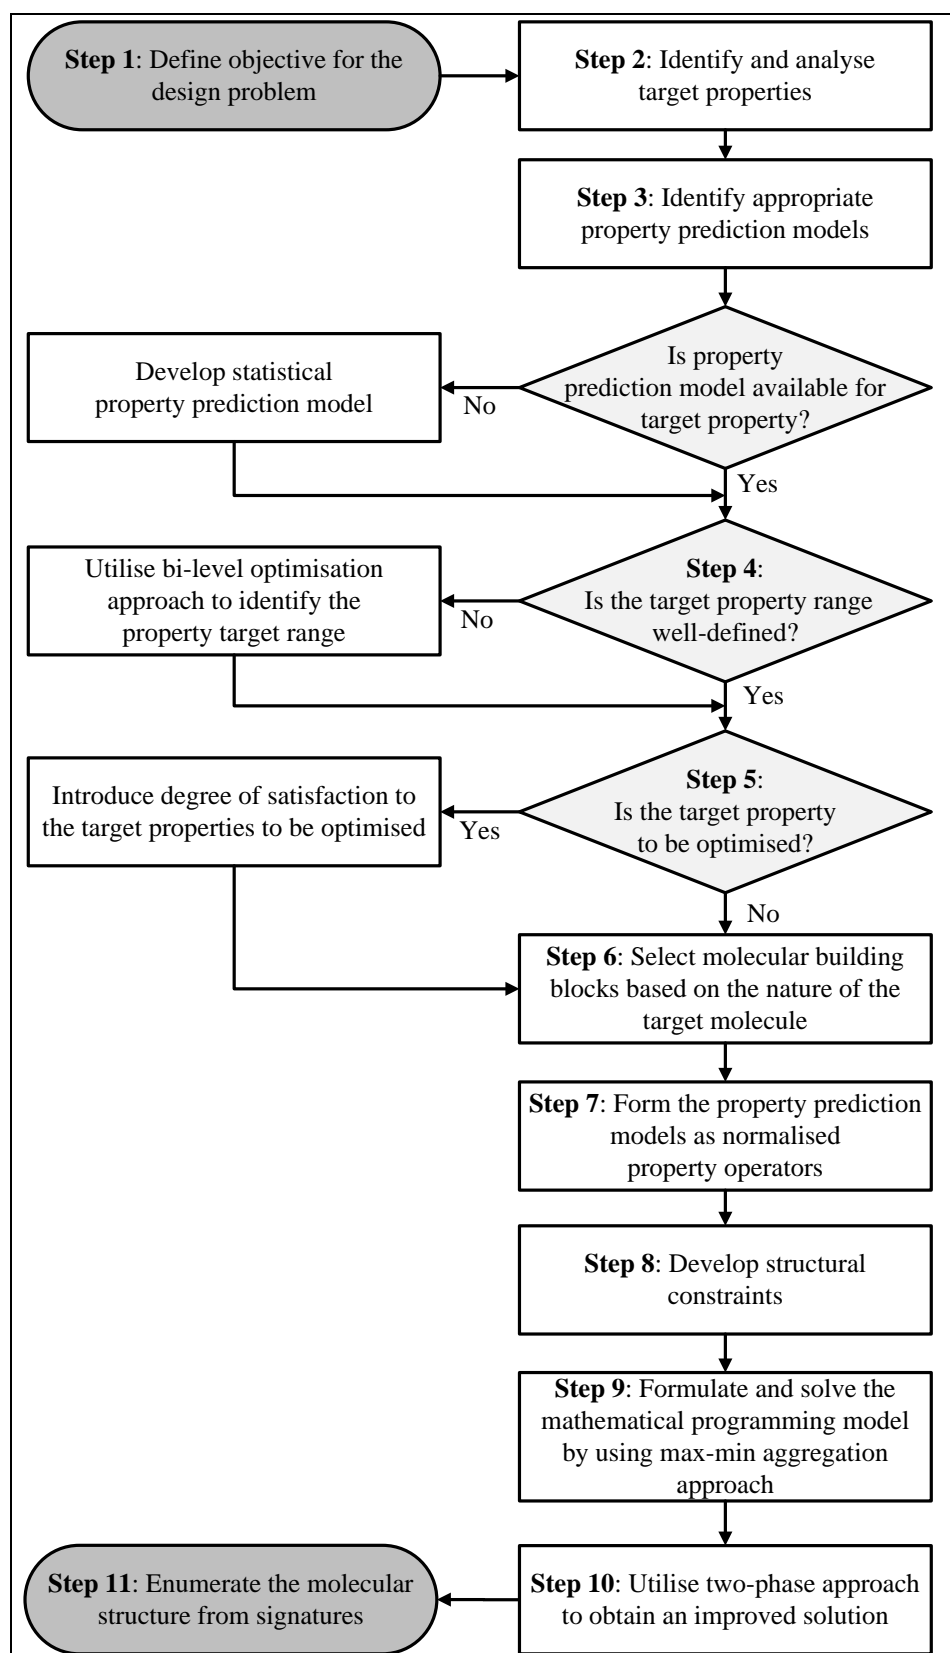 Step 1: Define objective for the
design problem
Step 2: Identify and analyse
target properties
Step 3: Identify appropriate
property prediction models
Is property
prediction model available for
target property?
No
Develop statistical
property prediction model
Yes
Step 4:
Is the target property range
well-defined?
No
Utilise bi-level optimisation
approach to identify the
property target range
Yes
Step 5:
Is the target property
to be optimised?
Yes
Introduce degree of satisfaction to
the target properties to be optimised
No
Step 6: Select molecular building
blocks based on the nature of the
target molecule
Step 7: Form the property prediction
models as normalised
property operators
Step 8: Develop structural
constraints
Step 9: Formulate and solve the
mathematical programming model
by using max-min aggregation
approach
Step 10: Utilise two-phase approach
to obtain an improved solution
Step 11: Enumerate the molecular
structure from signatures